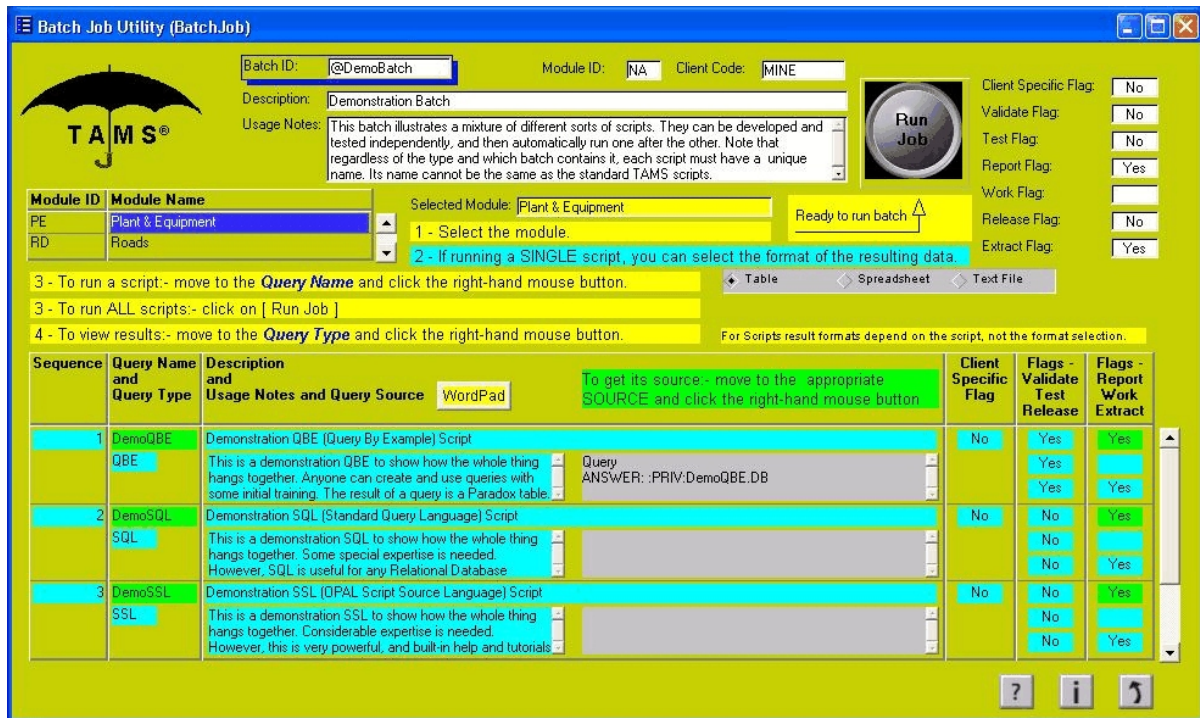 Batch Job Utility (BatchJob)
Batch ID: @DemoBatch Module ID: NA Client Code: MINE
Description: Demonstration Batch
Usage Notes: This batch illustrates a mixture of different sorts of scripts. They can be developed and
tested independently, and then automatically run one after the other. Note that
regardless of the type and which batch contains it, each script must have a unique
name. Its name cannot be the same as the standard TAMS scripts.
TAMS®
Run
Job
Client Specific Flag: No
Validate Flag: No
Test Flag: No
Report Flag: Yes
Work Flag:
Release Flag: No
Extract Flag: Yes
Module ID Module Name
PE Plant & Equipment
RD Roads
Selected Module: Plant & Equipment
Ready to run batch
1 - Select the module.
2 - If running a SINGLE script, you can select the format of the resulting data.
3 - To run a script:- move to the Query Name and click the right-hand mouse button.
Table Spreadsheet Text File
3 - To run ALL scripts:- click on [ Run Job ]
4 - To view results:- move to the Query Type and click the right-hand mouse button.
For Scripts result formats depend on the script, not the format selection.
Sequence
Query Name
and
Query Type
Description
and
Usage Notes and Query Source
WordPad
To get its source:- move to the appropriate
SOURCE and click the right-hand mouse button
Client
Specific
Flag
Flags -
Validate
Test
Release
Flags -
Report
Work
Extract
1 DemoQBE Demonstration QBE (Query By Example) Script No Yes Yes
QBE
This is a demonstration QBE to show how the whole thing
hangs together. Anyone can create and use queries with
some initial training. The result of a query is a Paradox table.
Query
ANSWER: :PRIV:DemoQBE.DB
Yes
Yes Yes
2 DemoSQL Demonstration SQL (Standard Query Language) Script No No Yes
SQL
This is a demonstration SQL to show how the whole thing
hangs together. Some special expertise is needed.
However, SQL is useful for any Relational Database
No
No Yes
3 DemoSSL Demonstration SSL (OPAL Script Source Language) Script No No Yes
SSL
This is a demonstration SSL to show how the whole thing
hangs together. Considerable expertise is needed.
However, this is very powerful, and built-in help and tutorials
No
No Yes
? i